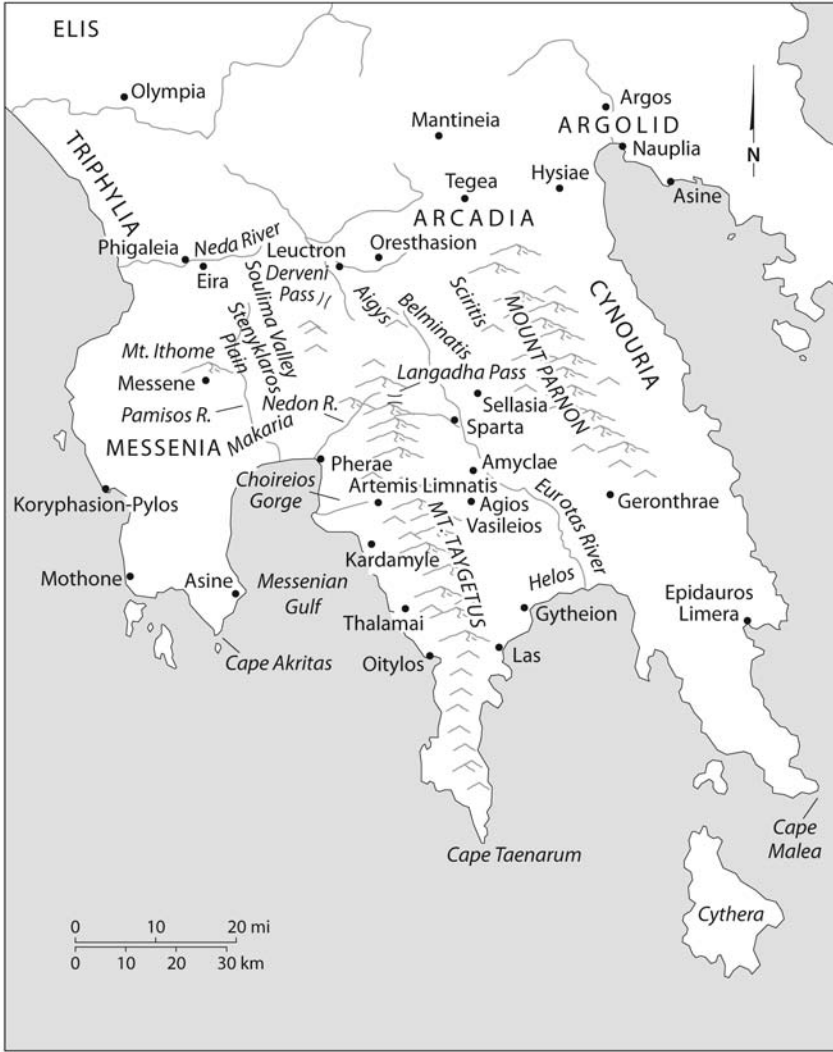 ELIS
Olympia
Argos
Mantineia
ARGOLID
Nauplia
N
TRIPHYLIA
Tegea
Hysiae
Asine
ARCADIA
Phigaleia
Neda River
Leuctron
Oresthasion
Eira
Derveni
Pass
Soulima Valley
Stenyklaros
Plain
Aigys
Belminatis
Sciritis
MOUNT PARNON
CYNOURIA
Mt. Ithome
Messene
Langadha Pass
Pamisos R.
Nedon R.
Sellasia
Sparta
MESSENIA
Makaria
Pherae
Amyclae
Koryphasion-Pylos
Choireios
Gorge
Artemis Limnatis
Agios
Vasileios
Eurotas River
Geronthrae
MT. TAYGETUS
Kardamyle
Mothone
Asine
Messenian
Gulf
Helos
Thalamai
Gytheion
Epidauros
Limera
Cape Akritas
Oitylos
Las
Cape Taenarum
Cape
Malea
Cythera
0 10 20 mi
0 10 20 30 km